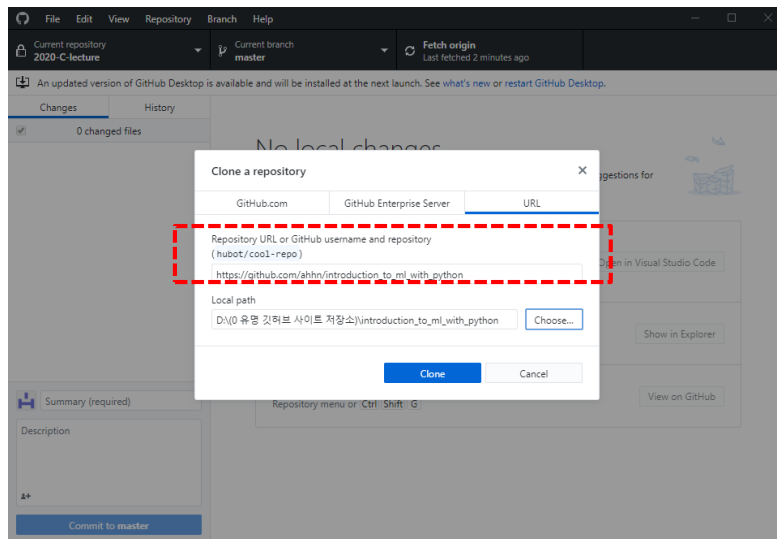 File Edit View Repository Branch Help
Current repository
2020-C-lecture
Current branch
master
Fetch origin
Last fetched 2 minutes ago
An updated version of GitHub Desktop is available and will be installed at the next launch. See what's new or restart GitHub Desktop.
Changes History
0 changed files
No local changes
ggestions for
Clone a repository
GitHub.com GitHub Enterprise Server URL
Repository URL or GitHub username and repository
(hubot/cool-repo)
https://github.com/ahhn/introduction_to_ml_with_python
Open in Visual Studio Code
Local path
D:\(0 유명 깃허브 사이트 저장소)\introduction_to_ml_with_python
Choose...
Show in Explorer
Clone Cancel
Summary (required)
Repository menu or Ctrl Shift G
View on GitHub
Description
Commit to master